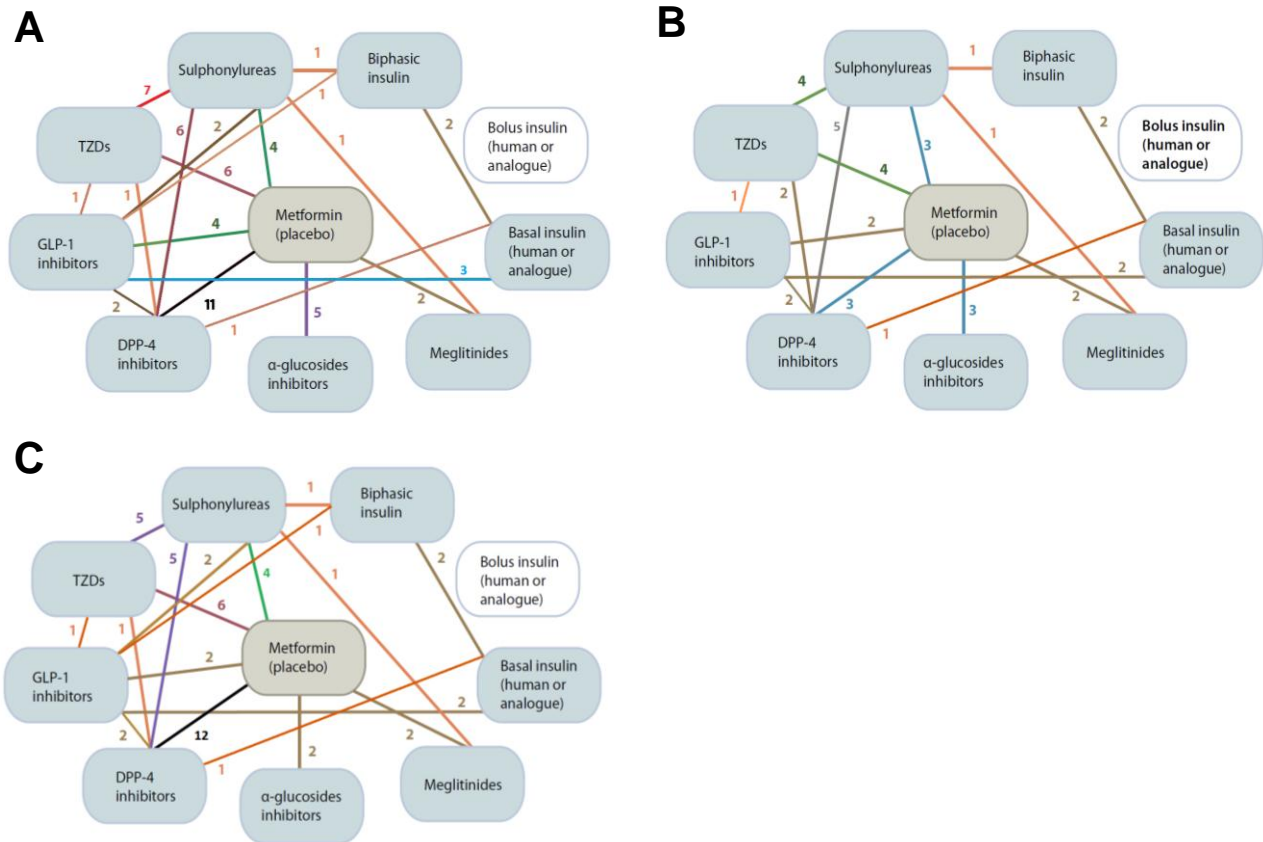 A
Sulphonylureas
1
Biphasic
insulin
1
7
6
2
4
1
2
Bolus insulin
(human or
analogue)
TZDs
6
1
1
4
Metformin
(placebo)
GLP-1
inhibitors
Basal insulin
(human or
analogue)
3
2
11
5
2
1
DPP-4
inhibitors
α-glucosides
inhibitors
Meglitinides
B
Sulphonylureas
1
Biphasic
insulin
4
5
3
1
2
Bolus insulin
(human or
analogue)
TZDs
4
1
2
2
Metformin
(placebo)
GLP-1
inhibitors
Basal insulin
(human or
analogue)
2
2
3
3
2
1
DPP-4
inhibitors
α-glucosides
inhibitors
Meglitinides
C
Sulphonylureas
1
Biphasic
insulin
1
5
5
2
4
1
2
Bolus insulin
(human or
analogue)
TZDs
6
1
1
2
Metformin
(placebo)
GLP-1
inhibitors
Basal insulin
(human or
analogue)
2
2
12
2
2
1
DPP-4
inhibitors
α-glucosides
inhibitors
Meglitinides